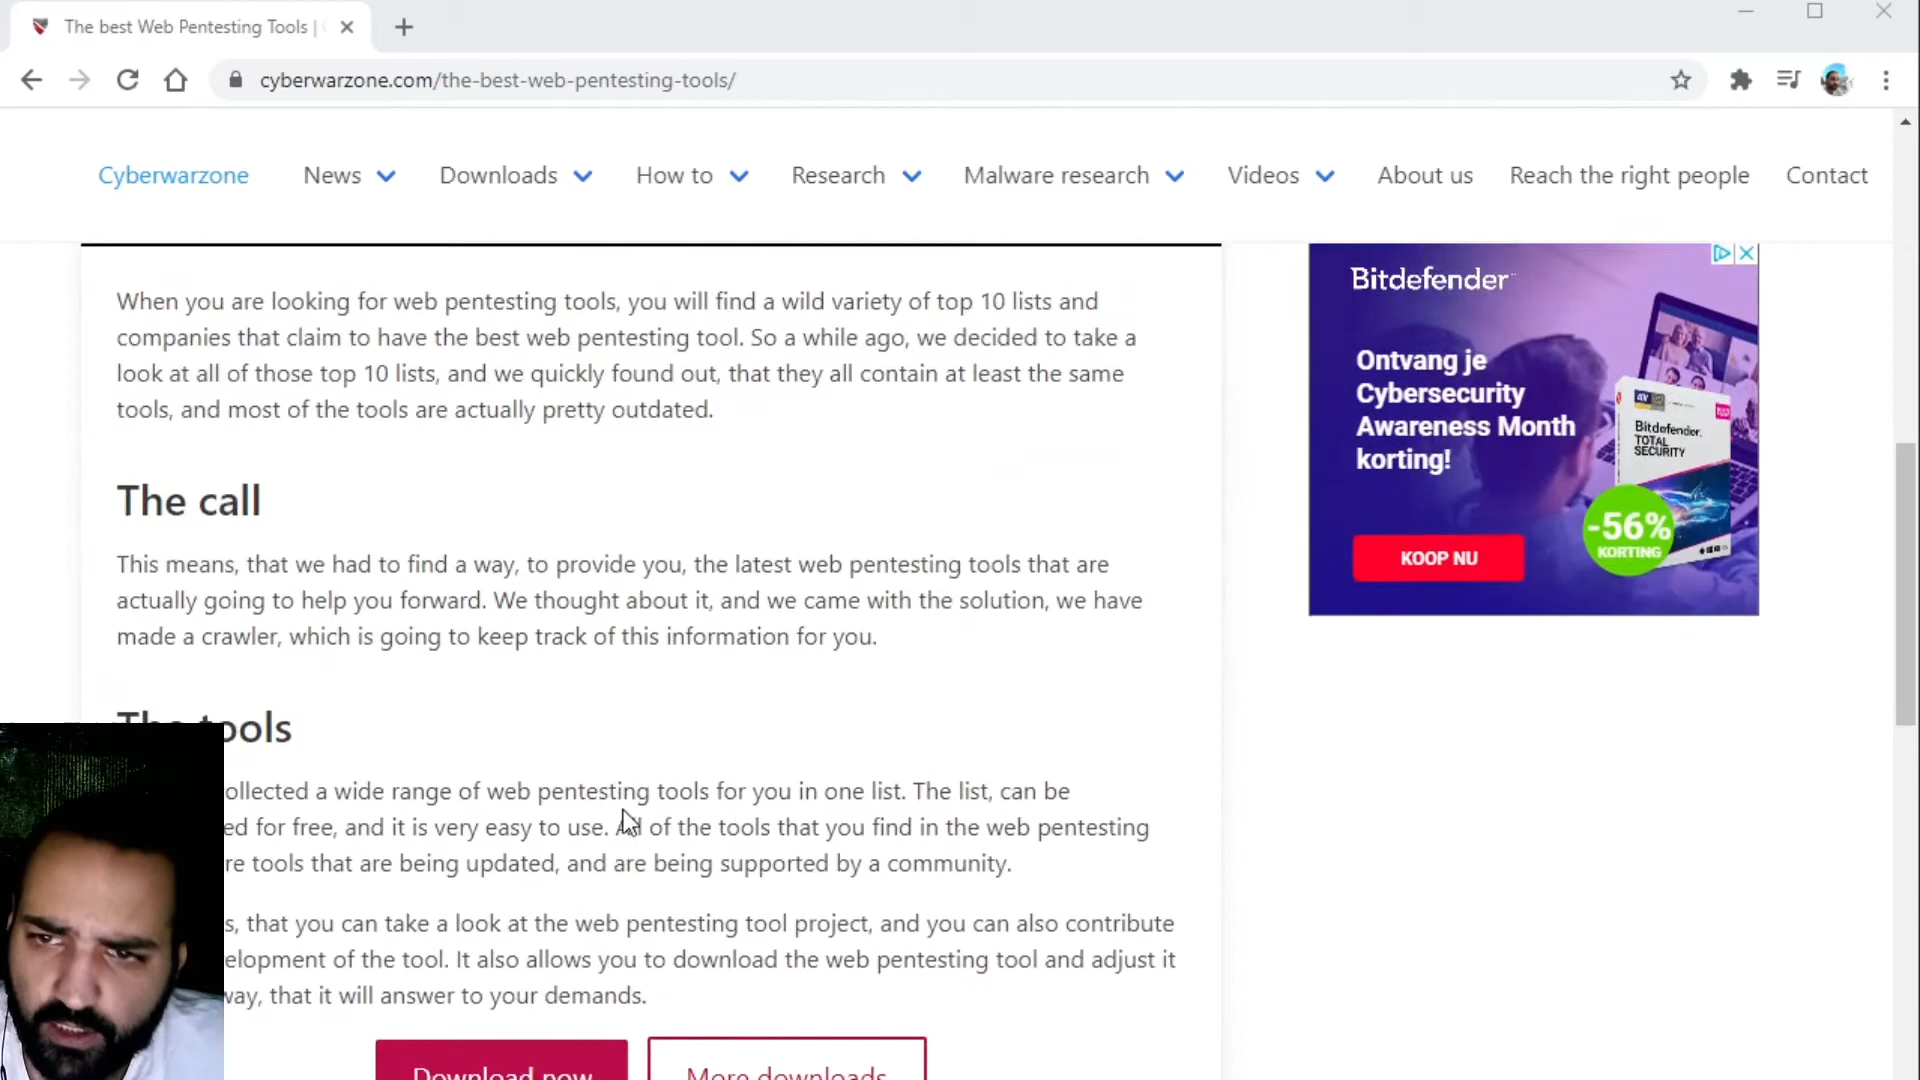 The best Web Pentesting Tools |
cyberwarzone.com/the-best-web-pentesting-tools/
Cyberwarzone News Downloads How to Research Malware research Videos About us Reach the right people Contact
When you are looking for web pentesting tools, you will find a wild variety of top 10 lists and
companies that claim to have the best web pentesting tool. So a while ago, we decided to take a
look at all of those top 10 lists, and we quickly found out, that they all contain at least the same
tools, and most of the tools are actually pretty outdated.
The call
This means, that we had to find a way, to provide you, the latest web pentesting tools that are
actually going to help you forward. We thought about it, and we came with the solution, we have
made a crawler, which is going to keep track of this information for you.
The tools
ollected a wide range of web pentesting tools for you in one list. The list, can be
ed for free, and it is very easy to use. All of the tools that you find in the web pentesting
re tools that are being updated, and are being supported by a community.
s, that you can take a look at the web pentesting tool project, and you can also contribute
elopment of the tool. It also allows you to download the web pentesting tool and adjust it
way, that it will answer to your demands.
Download now More downloads
Bitdefender
Ontvang je
Cybersecurity
Awareness Month
korting!
KOOP NU
Bitdefender
TOTAL
SECURITY
-56%
KORTING